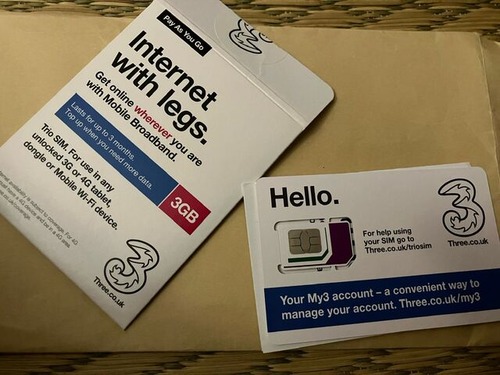 Pay As You Go
Internet
with legs.
Get online wherever you are
with Mobile Broadband.
Lasts for up to 3 months.
Top up when you need more data.
3GB
Trio SIM. For use in any
unlocked 3G or 4G tablet,
dongle or Mobile Wi-Fi device.
Three.co.uk
Hello.
For help using
your SIM go to
Three.co.uk/triosim
Three.co.uk
Your My3 account – a convenient way to
manage your account. Three.co.uk/my3